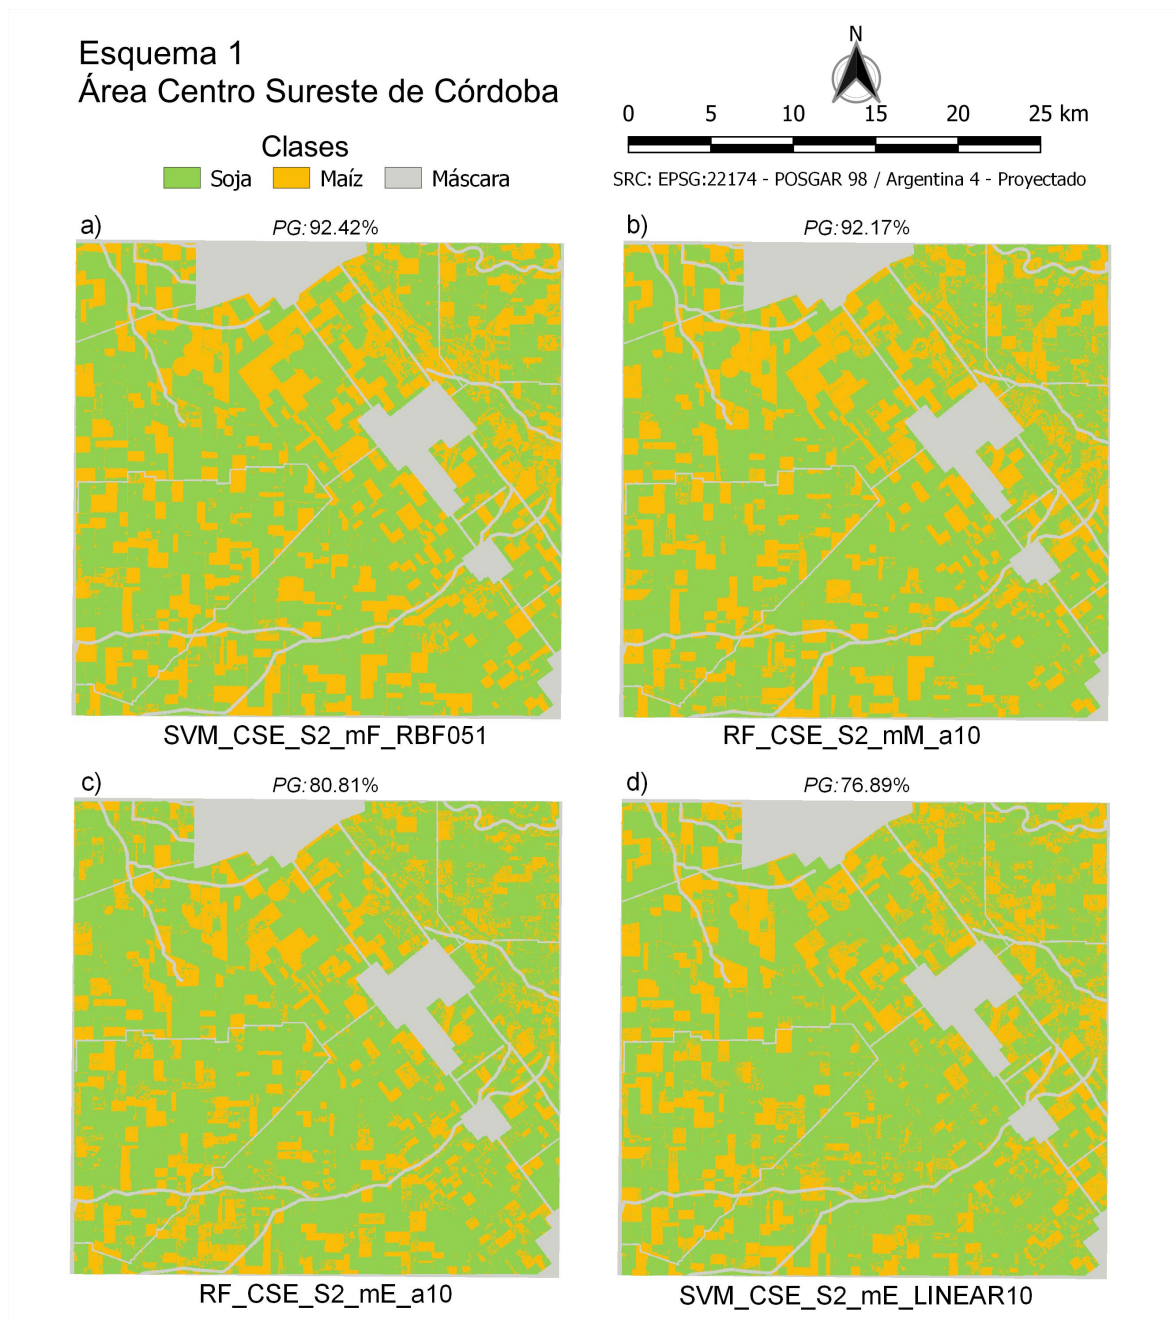 Esquema 1
Área Centro Sureste de Córdoba
Clases
Soja Maíz Máscara
N
0 5 10 15 20 25 km
SRC: EPSG:22174 - POSGAR 98 / Argentina 4 - Proyectado
a) PG:92.42%
SVM_CSE_S2_mF_RBF051
b) PG:92.17%
RF_CSE_S2_mM_a10
c) PG:80.81%
RF_CSE_S2_mE_a10
d) PG:76.89%
SVM_CSE_S2_mE_LINEAR10